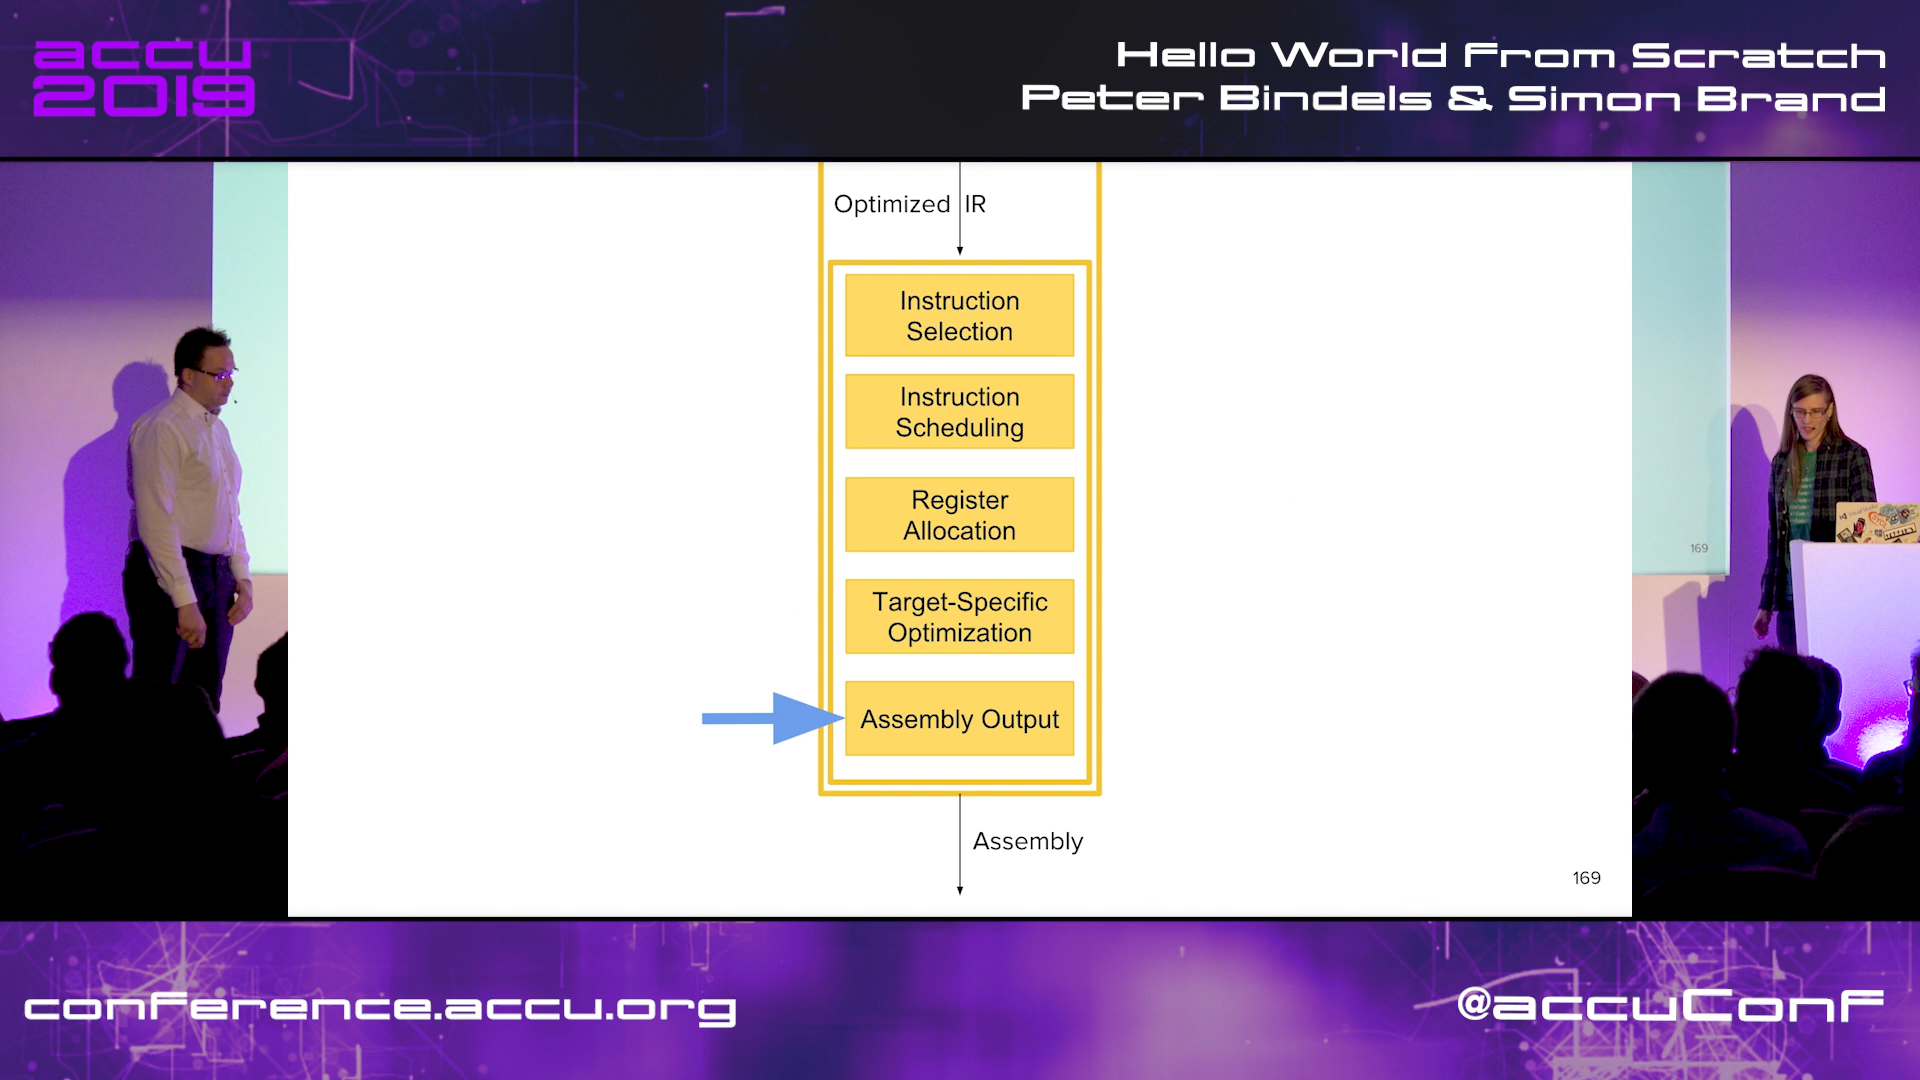 accu
2019
Hello World From Scratch
Peter Bindels & Simon Brand
Optimized IR
Instruction
Selection
Instruction
Scheduling
Register
Allocation
Target-Specific
Optimization
Assembly Output
Assembly
169
169
conference.accu.org
@accuConf